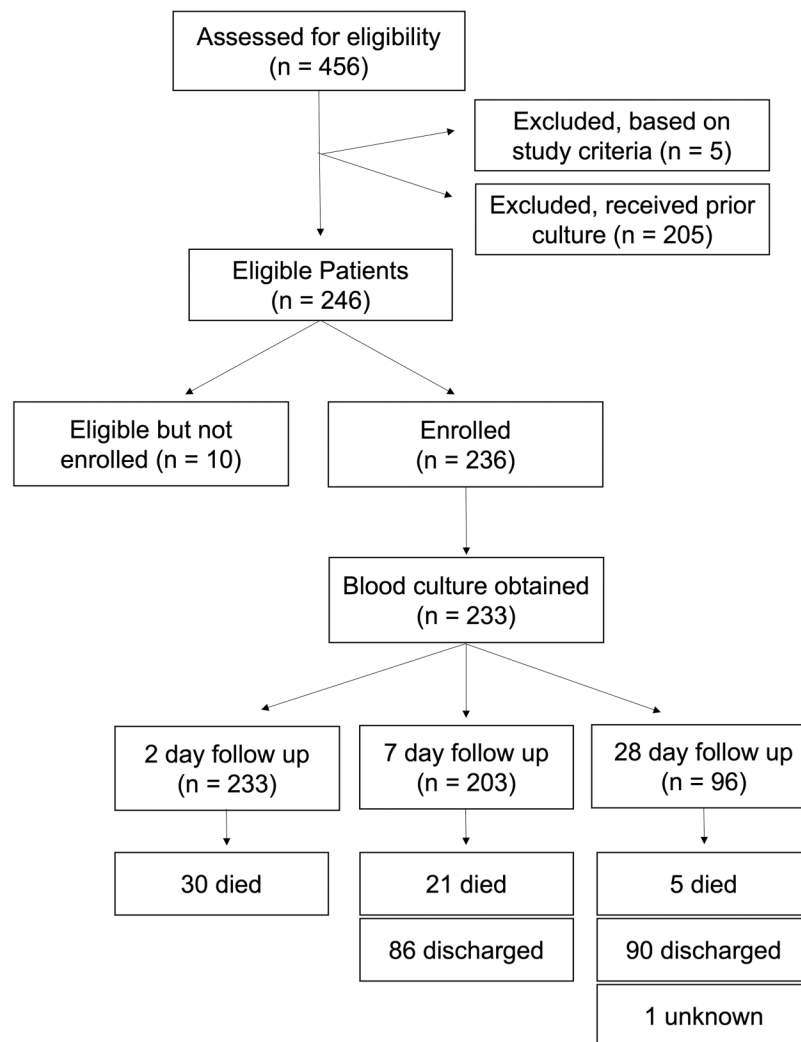 Assessed for eligibility
(n = 456)
Excluded, based on
study criteria (n = 5)
Excluded, received prior
culture (n = 205)
Eligible Patients
(n = 246)
Eligible but not
enrolled (n = 10)
Enrolled
(n = 236)
Blood culture obtained
(n = 233)
2 day follow up
(n = 233)
7 day follow up
(n = 203)
28 day follow up
(n = 96)
30 died
21 died
5 died
86 discharged
90 discharged
1 unknown